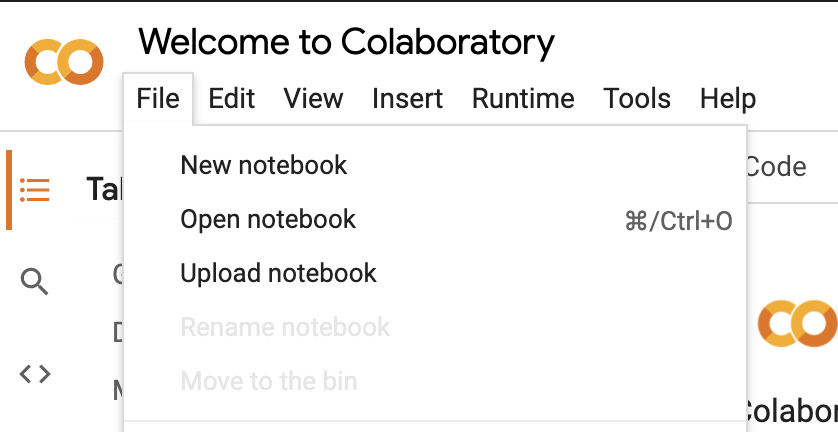 Welcome to Colaboratory
File Edit View Insert Runtime Tools Help
Code
New notebook
Open notebook ⌘/Ctrl+O
Upload notebook
Rename notebook
Move to the bin